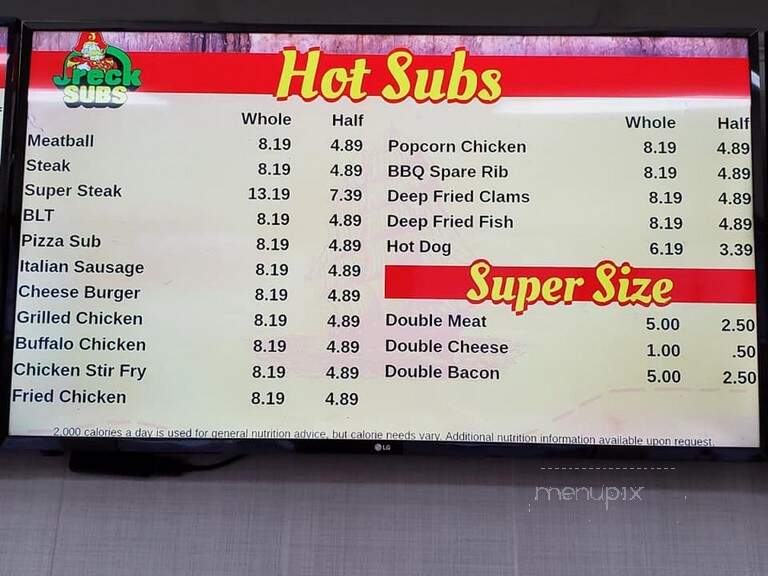 Jreck
SUBS
Hot Subs
Whole Half
Meatball 8.19 4.89
Steak 8.19 4.89
Super Steak 13.19 7.39
BLT 8.19 4.89
Pizza Sub 8.19 4.89
Italian Sausage 8.19 4.89
Cheese Burger 8.19 4.89
Grilled Chicken 8.19 4.89
Buffalo Chicken 8.19 4.89
Chicken Stir Fry 8.19 4.89
Fried Chicken 8.19 4.89
Whole Half
Popcorn Chicken 8.19 4.89
BBQ Spare Rib 8.19 4.89
Deep Fried Clams 8.19 4.89
Deep Fried Fish 8.19 4.89
Hot Dog 6.19 3.39
Super Size
Double Meat 5.00 2.50
Double Cheese 1.00 .50
Double Bacon 5.00 2.50
2,000 calories a day is used for general nutrition advice, but calorie needs vary. Additional nutrition information available upon request.
LG
menupix